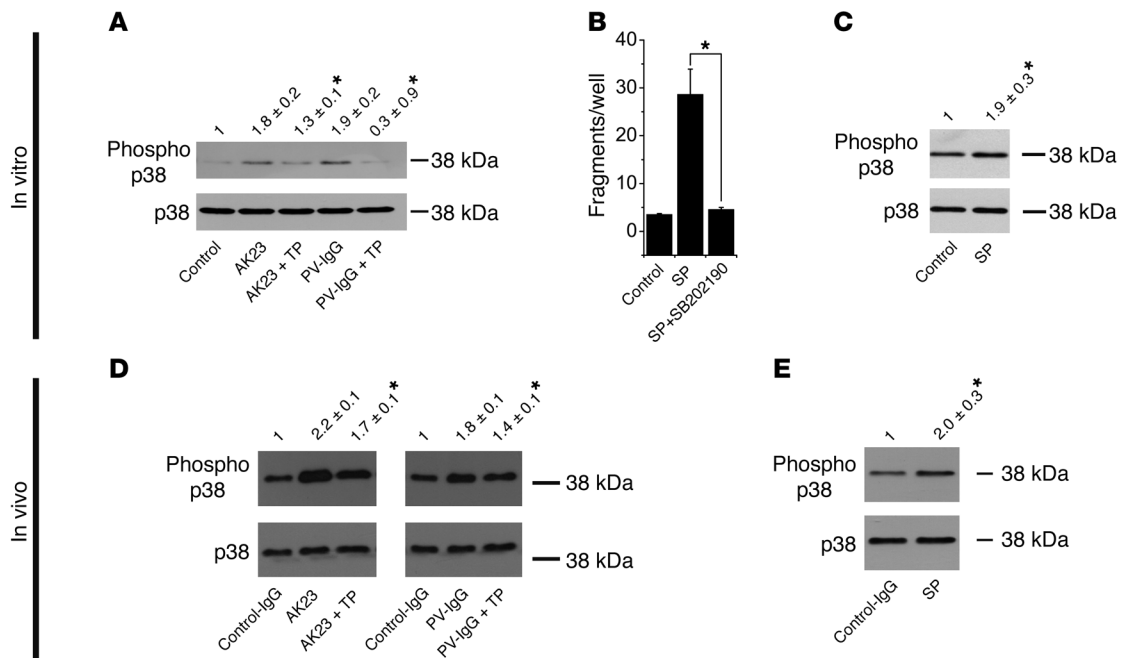 In vitro
A
1
1.8 ± 0.2
1.3 ± 0.1*
1.9 ± 0.2
0.3 ± 0.9*
Phospho
p38
38 kDa
p38
38 kDa
Control
AK23
AK23 + TP
PV-IgG
PV-IgG + TP
B
Fragments/well
40
30
20
10
0
*
Control
SP
SP+SB202190
C
1
1.9 ± 0.3*
Phospho
p38
38 kDa
p38
38 kDa
Control
SP
In vivo
D
1
2.2 ± 0.1
1.7 ± 0.1*
1
1.8 ± 0.1
1.4 ± 0.1*
Phospho
p38
38 kDa
p38
38 kDa
Control-IgG
AK23
AK23 + TP
Control-IgG
PV-IgG
PV-IgG + TP
E
1
2.0 ± 0.3*
Phospho
p38
38 kDa
p38
38 kDa
Control-IgG
SP